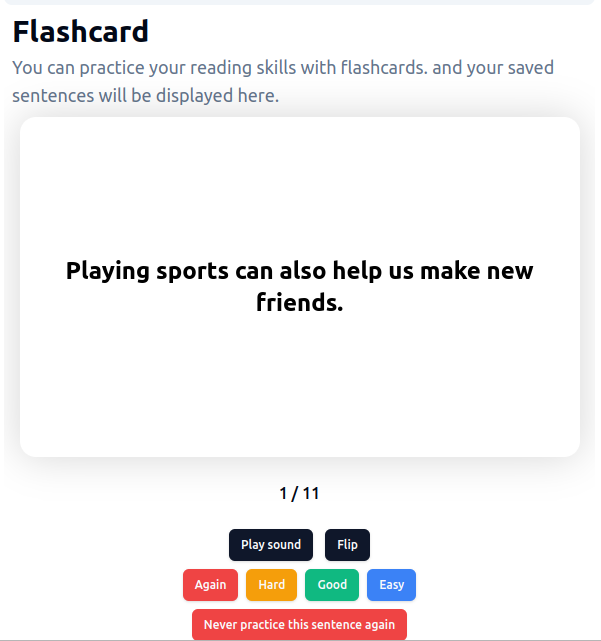 Flashcard
You can practice your reading skills with flashcards. and your saved
sentences will be displayed here.
Playing sports can also help us make new
friends.
1 / 11
Play sound Flip
Again Hard Good Easy
Never practice this sentence again